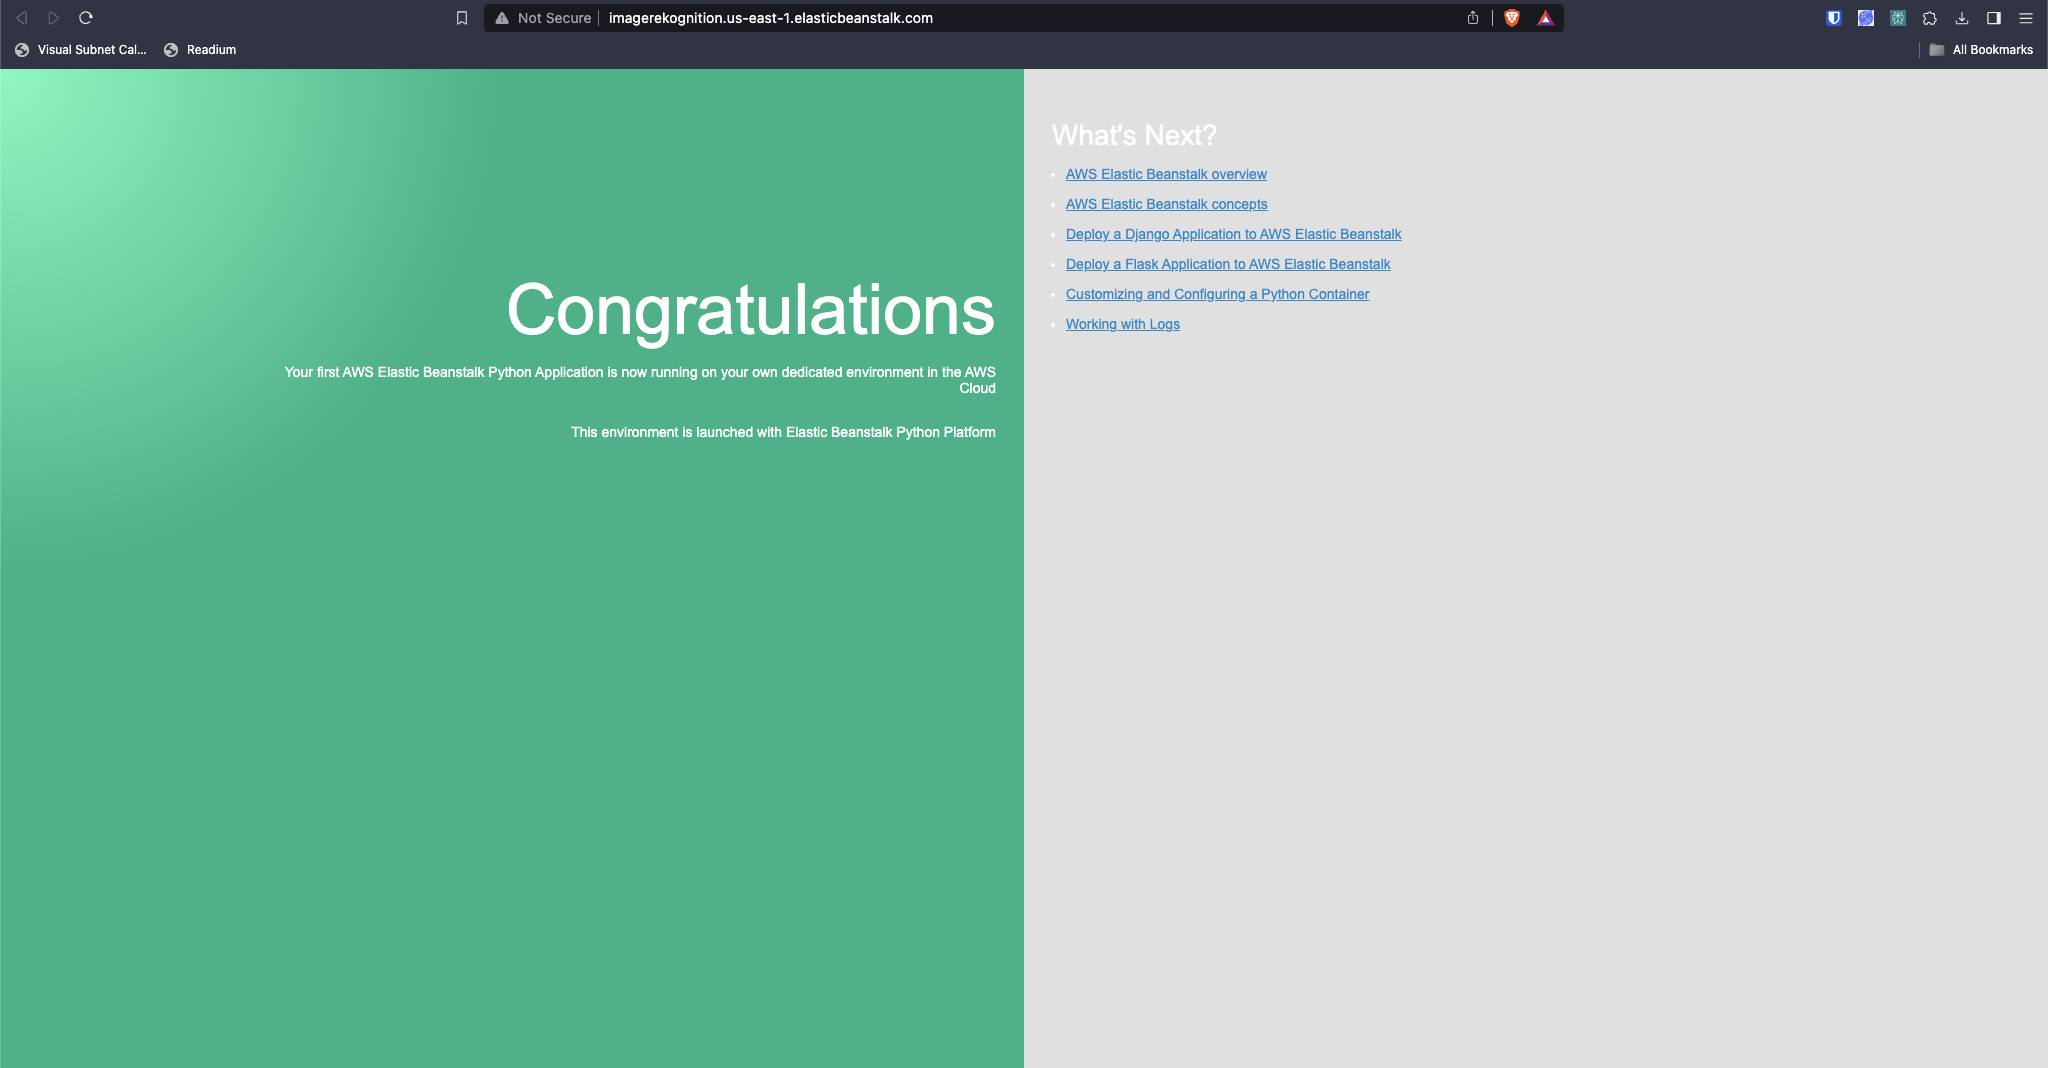 Not Secure imagerekognition.us-east-1.elasticbeanstalk.com
Visual Subnet Cal... Readium All Bookmarks
Congratulations
Your first AWS Elastic Beanstalk Python Application is now running on your own dedicated environment in the AWS
Cloud
This environment is launched with Elastic Beanstalk Python Platform
What's Next?
AWS Elastic Beanstalk overview
AWS Elastic Beanstalk concepts
Deploy a Django Application to AWS Elastic Beanstalk
Deploy a Flask Application to AWS Elastic Beanstalk
Customizing and Configuring a Python Container
Working with Logs